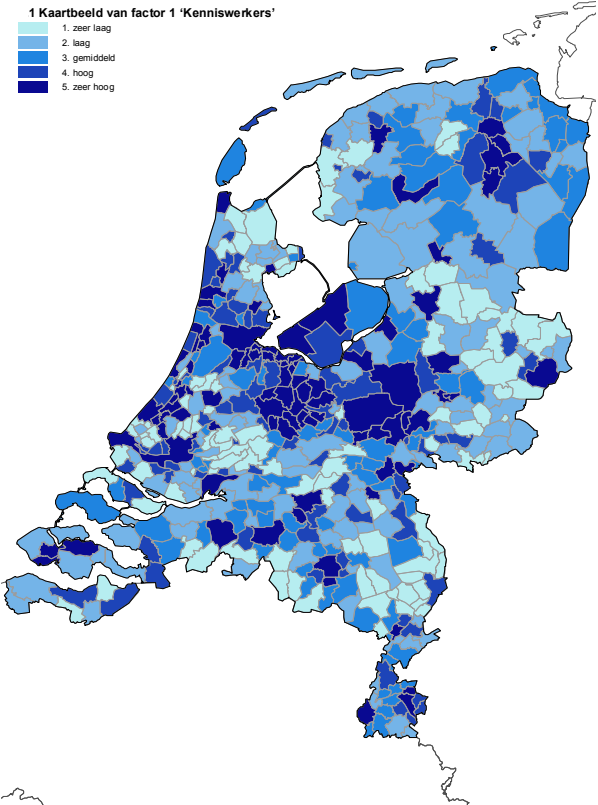 1 Kaartbeeld van factor 1 ‘Kenniswerkers’
1. zeer laag
2. laag
3. gemiddeld
4. hoog
5. zeer hoog